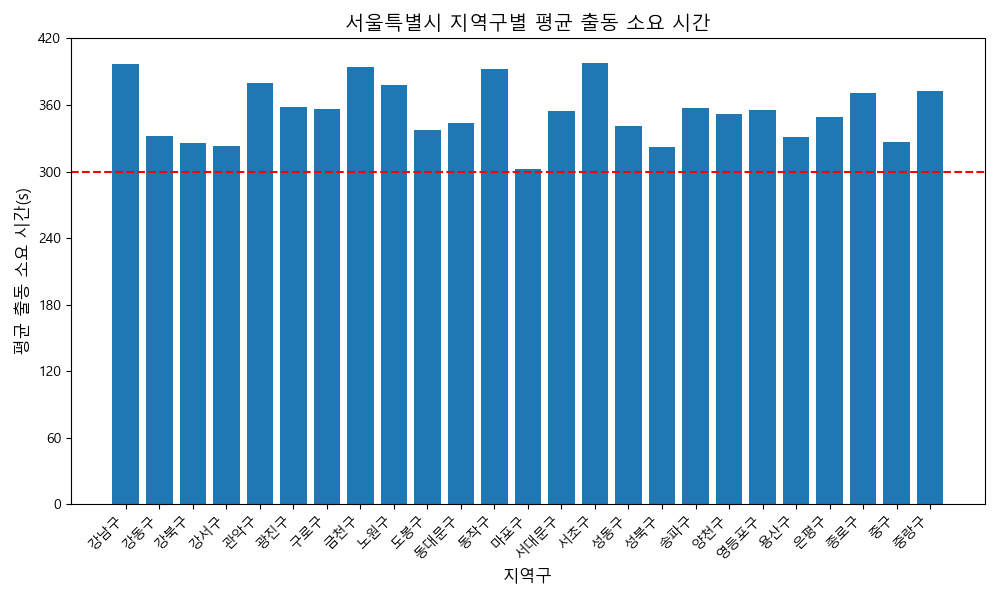 서울특별시 지역구별 평균 출동 소요 시간
평균 출동 소요 시간(s)
420
360
300
240
180
120
60
0
강남구
강동구
강북구
강서구
관악구
광진구
구로구
금천구
노원구
도봉구
동대문구
동작구
마포구
서대문구
서초구
성동구
성북구
송파구
양천구
영등포구
용산구
은평구
종로구
중구
중랑구
지역구